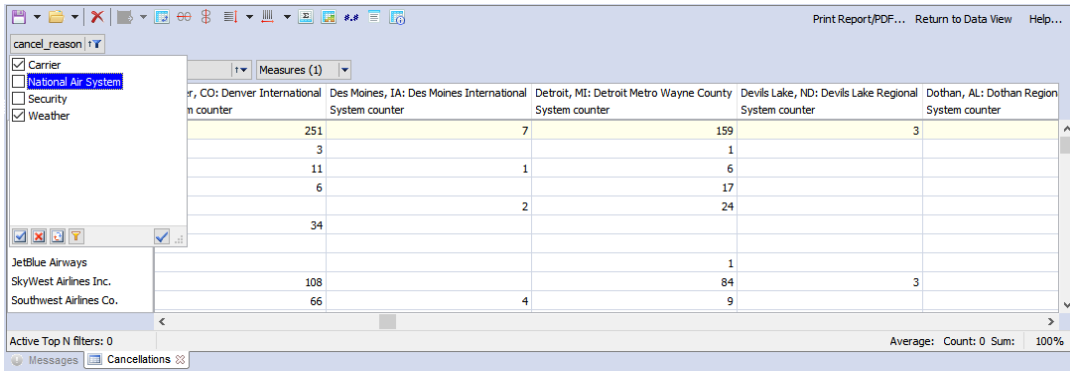 Print Report/PDF... Return to Data View Help...
cancel_reason
Carrier
National Air System
Security
Weather
Measures (1)
er, CO: Denver International Des Moines, IA: Des Moines International Detroit, MI: Detroit Metro Wayne County Devils Lake, ND: Devils Lake Regional Dothan, AL: Dothan Region
m counter System counter System counter System counter System counter
251 7 159 3
3 1
11 1 6
6 17
2 24
34
JetBlue Airways 1
SkyWest Airlines Inc. 108 84 3
Southwest Airlines Co. 66 4 9
Active Top N filters: 0 Average: Count: 0 Sum: 100%
Messages Cancellations